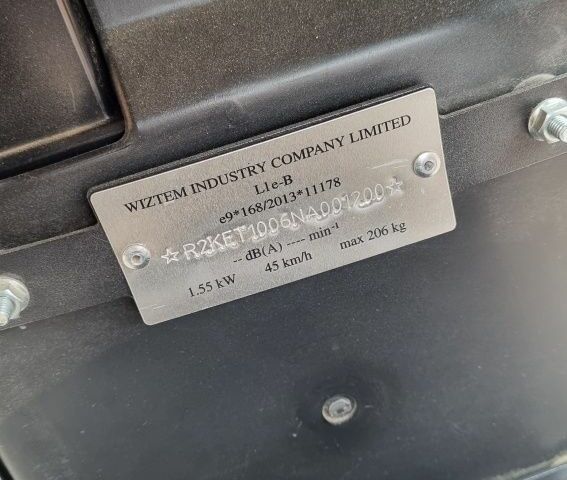 WIZTEM INDUSTRY COMPANY LIMITED
L1e-B
e9*168/2013*11178
☆R2KET1006NA001200☆
-- dB(A) ---- min⁻¹
1.55 kW 45 km/h max 206 kg